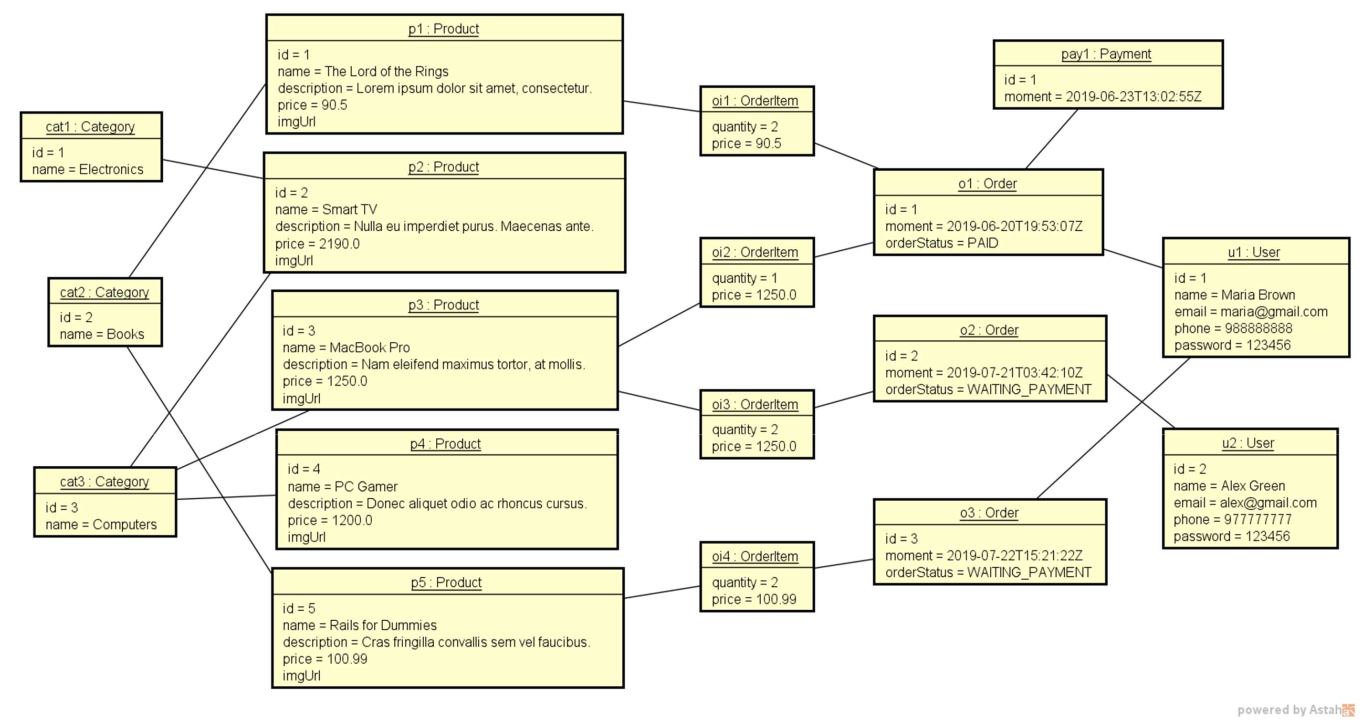 p1 : Product
id = 1
name = The Lord of the Rings
description = Lorem ipsum dolor sit amet, consectetur.
price = 90.5
imgUrl
pay1 : Payment
id = 1
moment = 2019-06-23T13:02:55Z
oi1 : OrderItem
quantity = 2
price = 90.5
cat1 : Category
id = 1
name = Electronics
p2 : Product
id = 2
name = Smart TV
description = Nulla eu imperdiet purus. Maecenas ante.
price = 2190.0
imgUrl
o1 : Order
id = 1
moment = 2019-06-20T19:53:07Z
orderStatus = PAID
oi2 : OrderItem
quantity = 1
price = 1250.0
u1 : User
id = 1
name = Maria Brown
email = maria@gmail.com
phone = 988888888
password = 123456
cat2 : Category
id = 2
name = Books
p3 : Product
id = 3
name = MacBook Pro
description = Nam eleifend maximus tortor, at mollis.
price = 1250.0
imgUrl
o2 : Order
id = 2
moment = 2019-07-21T03:42:10Z
orderStatus = WAITING_PAYMENT
oi3 : OrderItem
quantity = 2
price = 1250.0
p4 : Product
id = 4
name = PC Gamer
description = Donec aliquet odio ac rhoncus cursus.
price = 1200.0
imgUrl
u2 : User
id = 2
name = Alex Green
email = alex@gmail.com
phone = 977777777
password = 123456
cat3 : Category
id = 3
name = Computers
o3 : Order
id = 3
moment = 2019-07-22T15:21:22Z
orderStatus = WAITING_PAYMENT
oi4 : OrderItem
quantity = 2
price = 100.99
p5 : Product
id = 5
name = Rails for Dummies
description = Cras fringilla convallis sem vel faucibus.
price = 100.99
imgUrl
powered by Astah